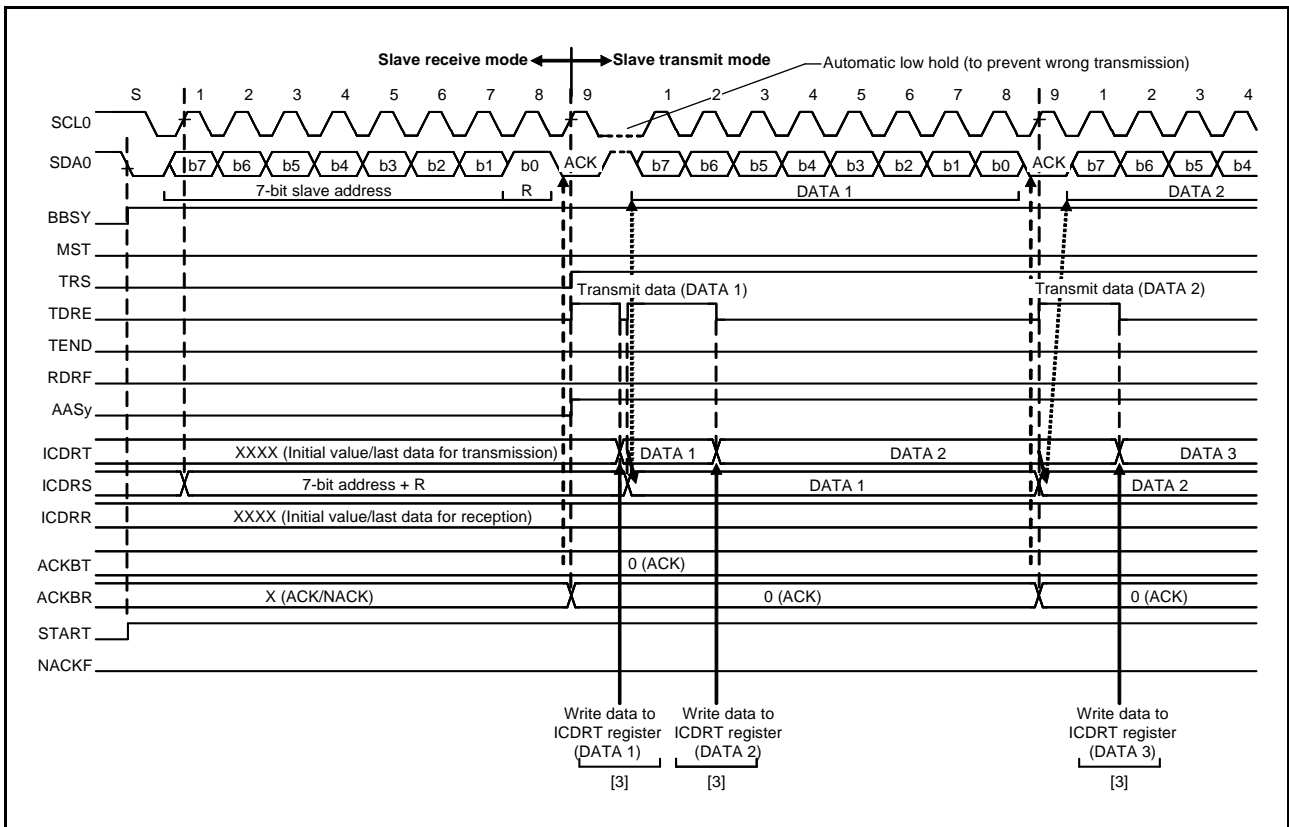 Slave receive mode Slave transmit mode
Automatic low hold (to prevent wrong transmission)
S 1 2 3 4 5 6 7 8 9 1 2 3 4 5 6 7 8 9 1 2 3 4
SCL0
SDA0 b7 b6 b5 b4 b3 b2 b1 b0 ACK b7 b6 b5 b4 b3 b2 b1 b0 ACK b7 b6 b5 b4
7-bit slave address R DATA 1 DATA 2
BBSY
MST
TRS
Transmit data (DATA 1) Transmit data (DATA 2)
TDRE
TEND
RDRF
AASy
ICDRT XXXX (Initial value/last data for transmission) DATA 1 DATA 2 DATA 3
ICDRS 7-bit address + R DATA 1 DATA 2
ICDRR XXXX (Initial value/last data for reception)
ACKBT 0 (ACK)
ACKBR X (ACK/NACK) 0 (ACK) 0 (ACK)
START
NACKF
Write data to Write data to Write data to
ICDRT register ICDRT register ICDRT register
(DATA 1) (DATA 2) (DATA 3)
[3] [3] [3]